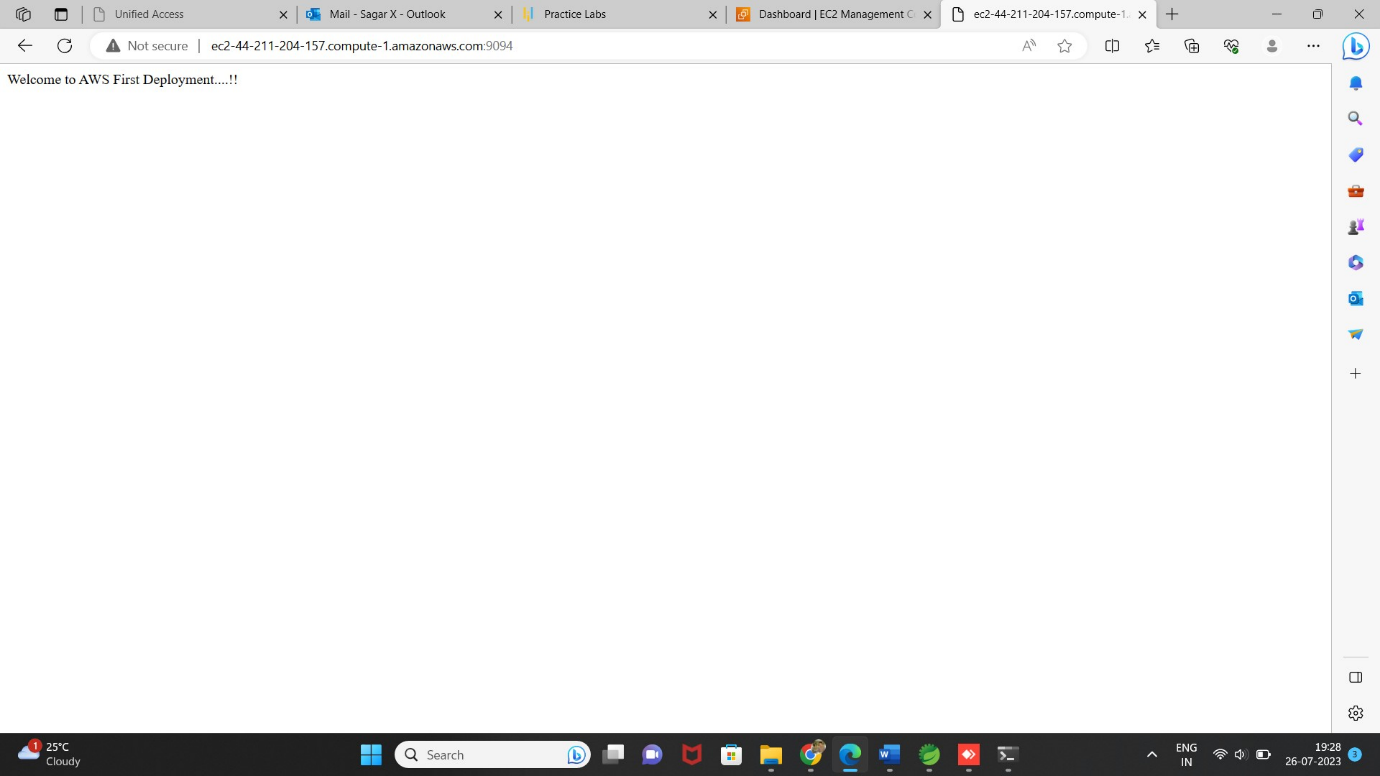 Unified Access
Mail - Sagar X - Outlook
Practice Labs
Dashboard | EC2 Management C
ec2-44-211-204-157.compute-1.
Not secure
ec2-44-211-204-157.compute-1.amazonaws.com:9094
Welcome to AWS First Deployment....!!
1
25°C
Cloudy
Search
ENG
IN
19:28
26-07-2023
3